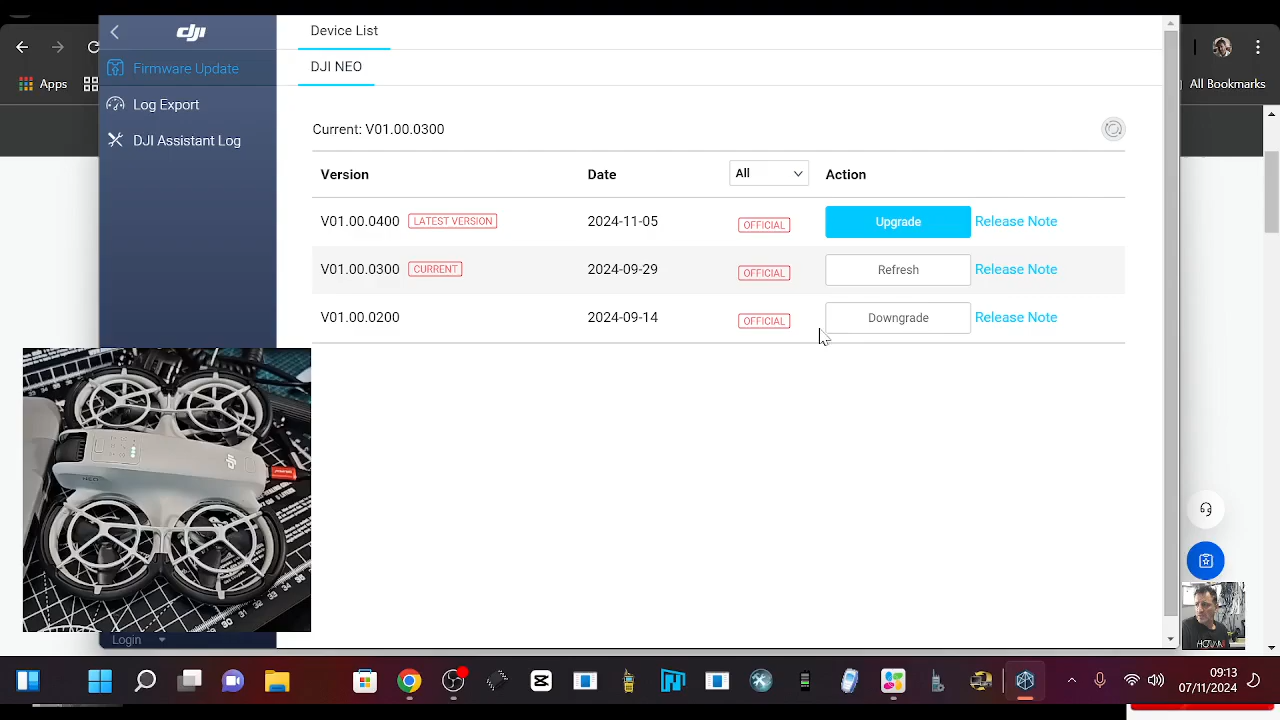 dji
Device List
Firmware Update
DJI NEO
Apps
All Bookmarks
Log Export
DJI Assistant Log
Current: V01.00.0300
Version Date All Action
V01.00.0400 LATEST VERSION 2024-11-05 OFFICIAL Upgrade Release Note
V01.00.0300 CURRENT 2024-09-29 OFFICIAL Refresh Release Note
V01.00.0200 2024-09-14 OFFICIAL Downgrade Release Note
dji
NEO
Login
09:13
07/11/2024